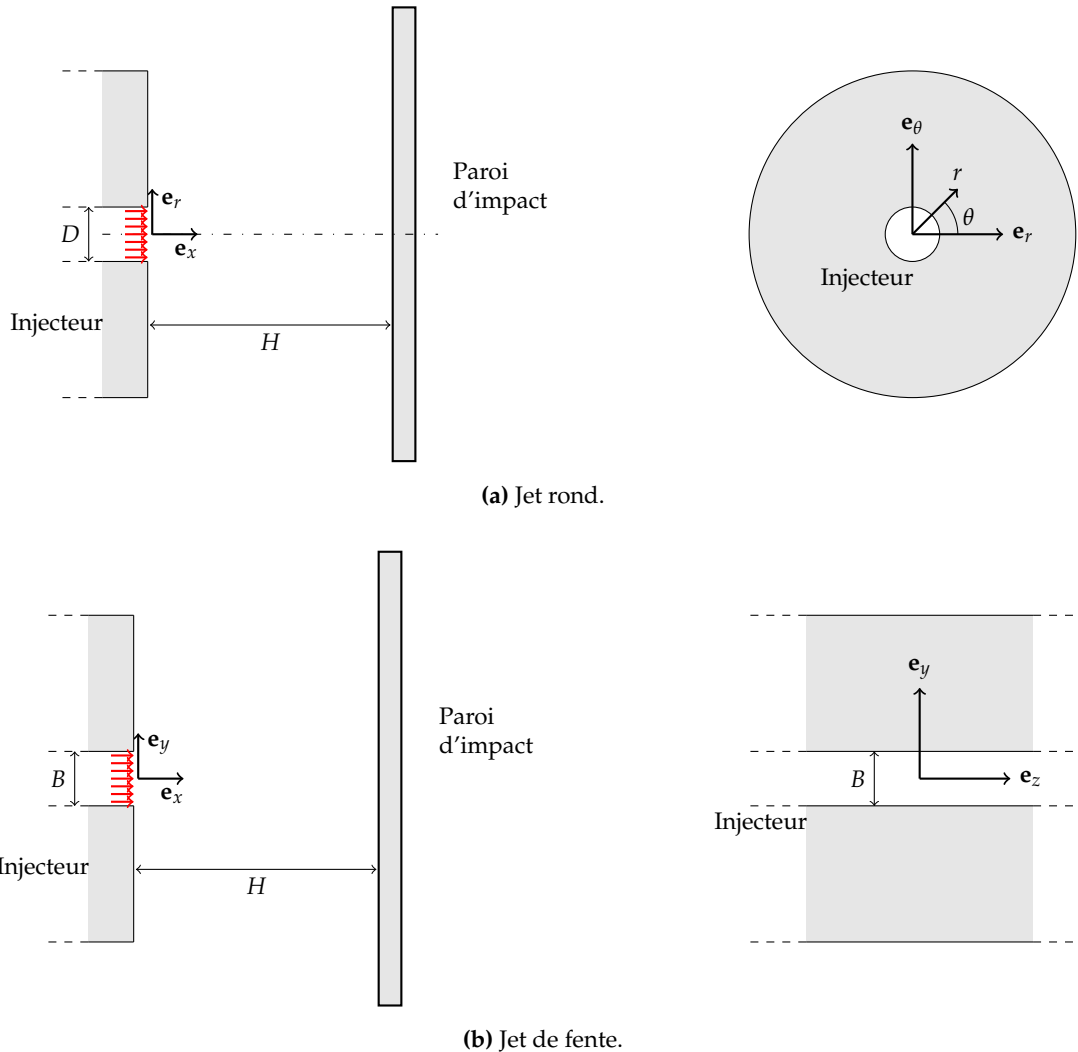 e_θ
Paroi
d'impact
r
e_r
D
θ
e_r
e_x
Injecteur
Injecteur
H
(a) Jet rond.
e_y
Paroi
d'impact
e_y
B
e_x
B
e_z
Injecteur
Injecteur
H
(b) Jet de fente.